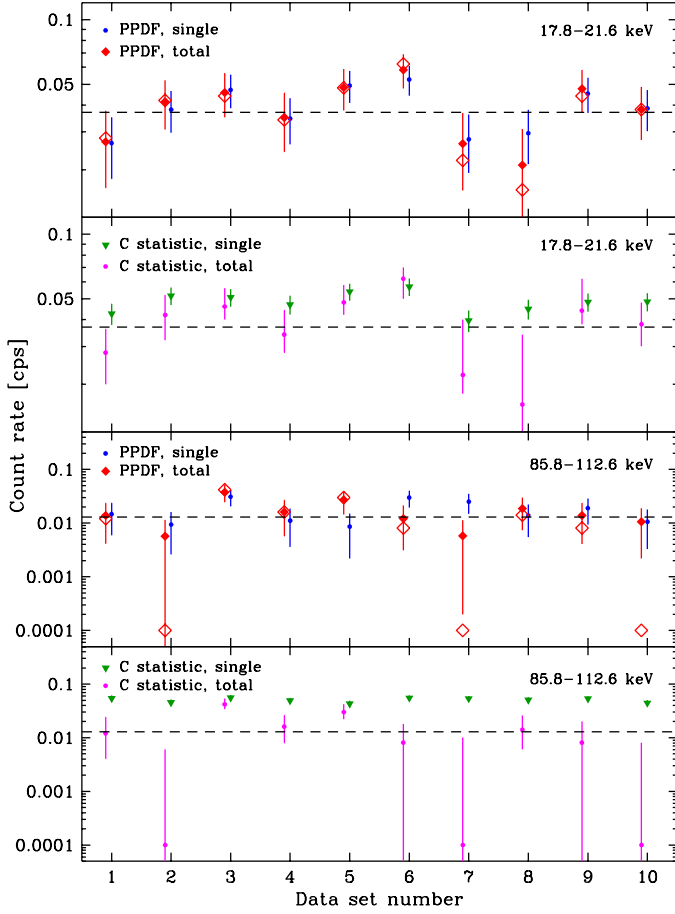 0.1
PPDF, single
17.8−21.6 keV
PPDF, total
0.05
0.1
C statistic, single
17.8−21.6 keV
C statistic, total
0.05
PPDF, single
85.8−112.6 keV
PPDF, total
0.1
0.01
0.001
0.0001
C statistic, single
85.8−112.6 keV
C statistic, total
0.1
0.01
0.001
0.0001
Count rate [cps]
1 2 3 4 5 6 7 8 9 10
Data set number